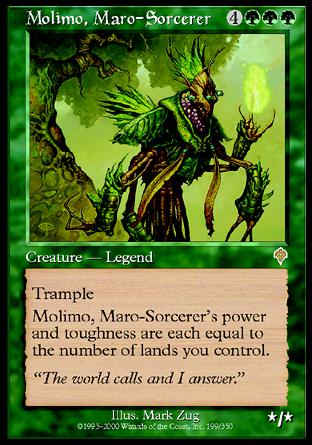 Molimo, Maro-Sorcerer 4
Creature — Legend
Trample
Molimo, Maro-Sorcerer's power
and toughness are each equal to
the number of lands you control.
"The world calls and I answer."
*/*
Illus. Mark Zug
©1993–2000 Wizards of the Coast, Inc. 199/350